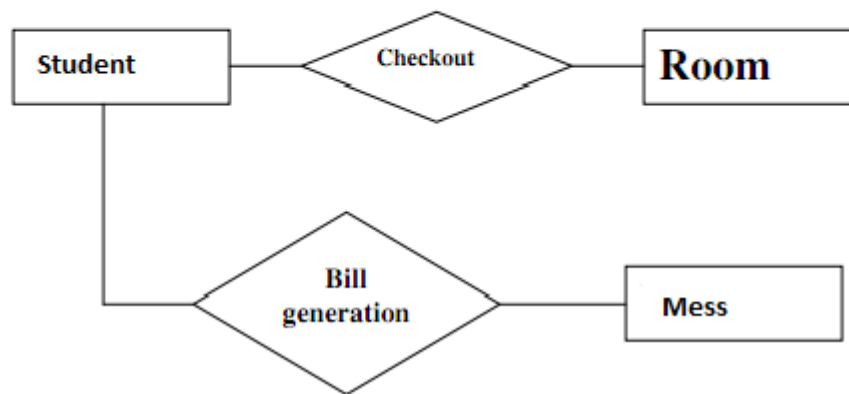 Student
Checkout
Room
Bill
generation
Mess